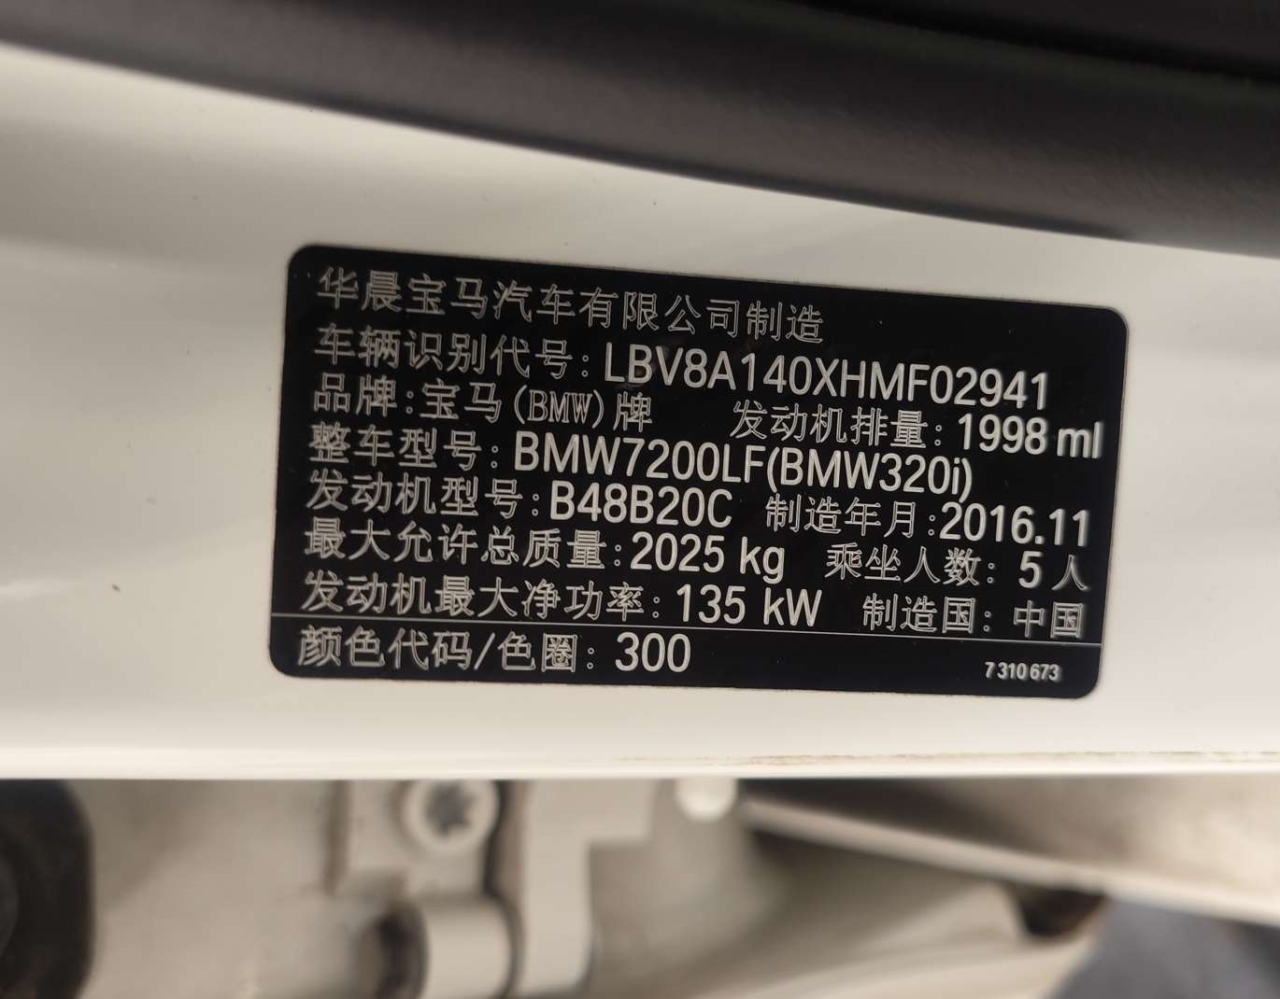 华晨宝马汽车有限公司制造
车辆识别代号: LBV8A140XHMF02941
品牌: 宝马(BMW)牌 发动机排量: 1998 ml
整车型号: BMW7200LF(BMW320i)
发动机型号: B48B20C 制造年月: 2016.11
最大允许总质量: 2025 kg 乘坐人数: 5人
发动机最大净功率: 135 kW 制造国: 中国
颜色代码/色圈: 300 7 310 673